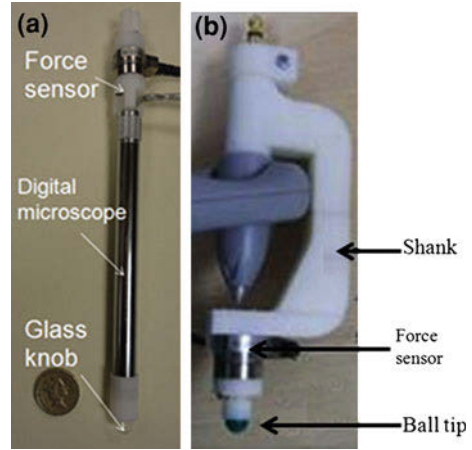 (a)
Force
sensor
Digital
microscope
Glass
knob
(b)
Shank
Force
sensor
Ball tip